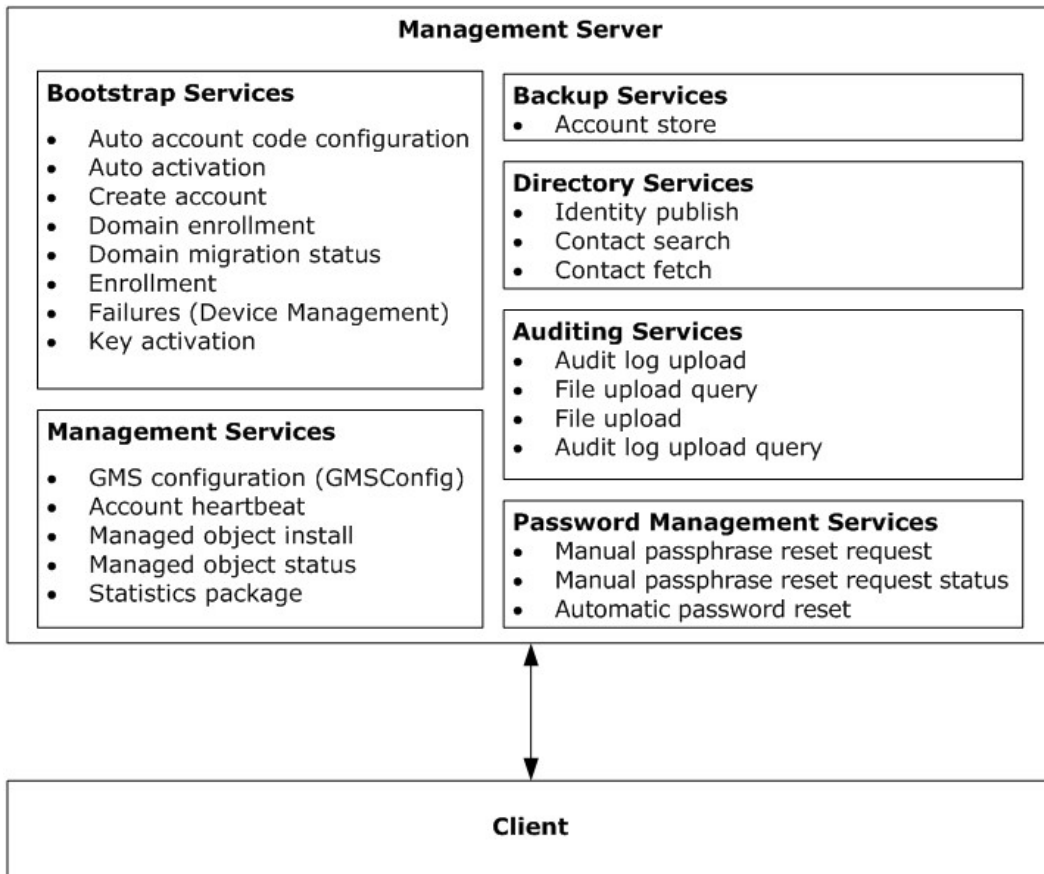 Management Server
Bootstrap Services
• Auto account code configuration
• Auto activation
• Create account
• Domain enrollment
• Domain migration status
• Enrollment
• Failures (Device Management)
• Key activation
Management Services
• GMS configuration (GMSConfig)
• Account heartbeat
• Managed object install
• Managed object status
• Statistics package
Backup Services
• Account store
Directory Services
• Identity publish
• Contact search
• Contact fetch
Auditing Services
• Audit log upload
• File upload query
• File upload
• Audit log upload query
Password Management Services
• Manual passphrase reset request
• Manual passphrase reset request status
• Automatic password reset
Client